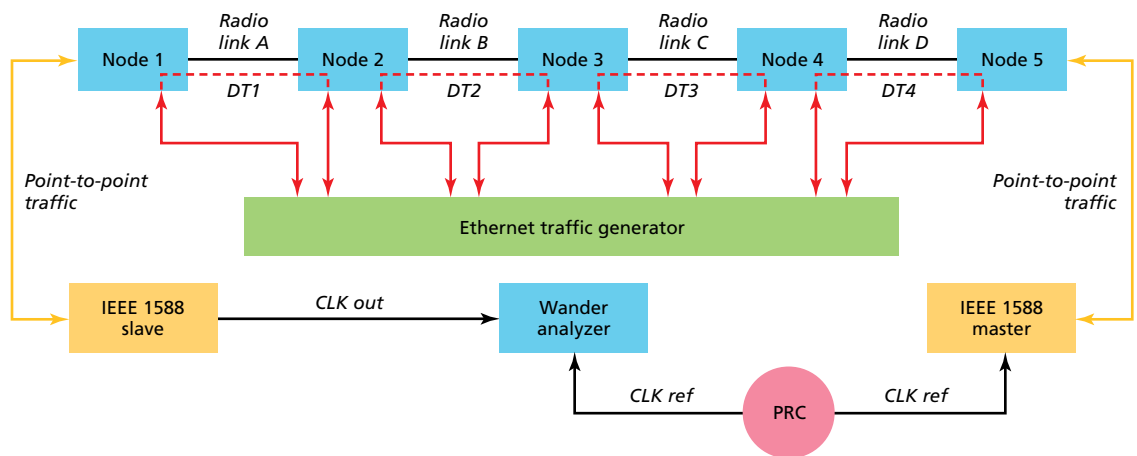 Radio
link A
Radio
link B
Radio
link C
Radio
link D
Node 1
Node 2
Node 3
Node 4
Node 5
DT1
DT2
DT3
DT4
Point-to-point
traffic
Point-to-point
traffic
Ethernet traffic generator
IEEE 1588
slave
CLK out
Wander
analyzer
IEEE 1588
master
CLK ref
PRC
CLK ref